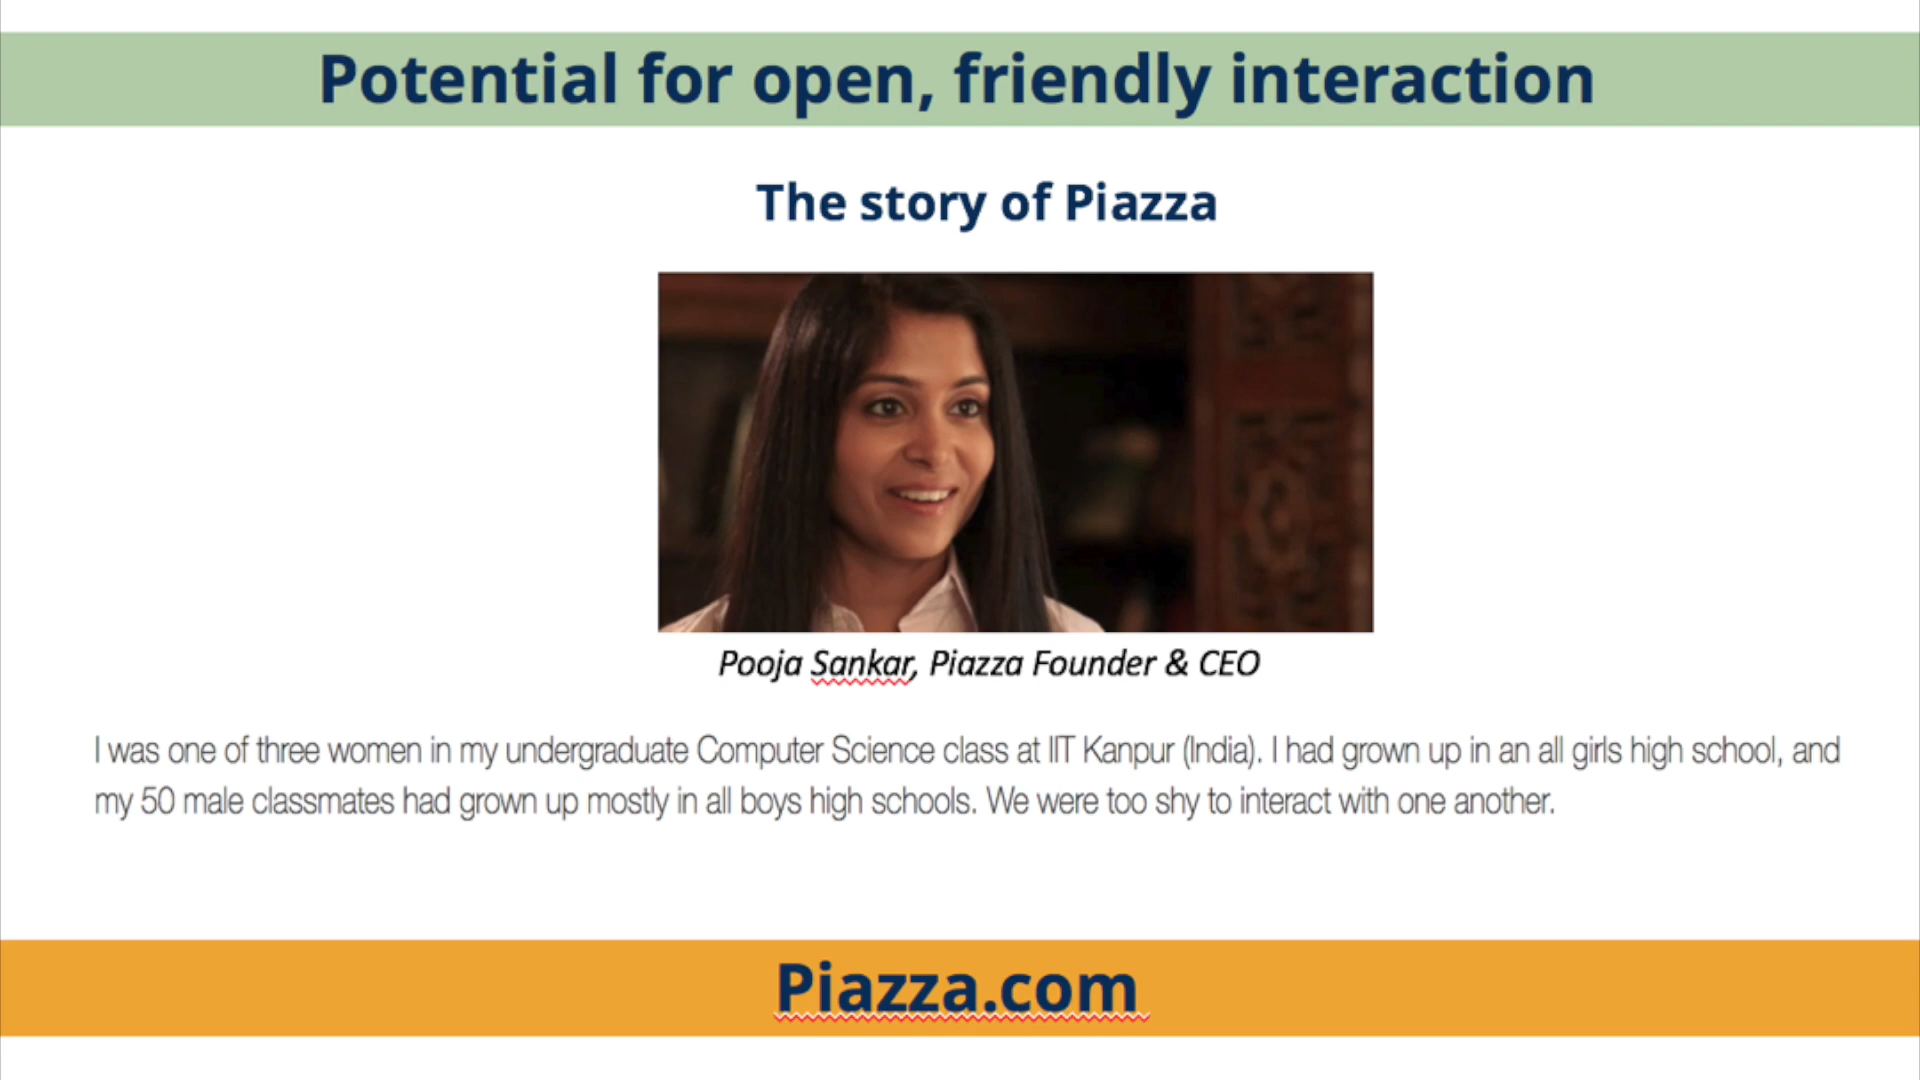 Potential for open, friendly interaction
The story of Piazza
Pooja Sankar, Piazza Founder & CEO
I was one of three women in my undergraduate Computer Science class at IIT Kanpur (India). I had grown up in an all girls high school, and
my 50 male classmates had grown up mostly in all boys high schools. We were too shy to interact with one another.
Piazza.com